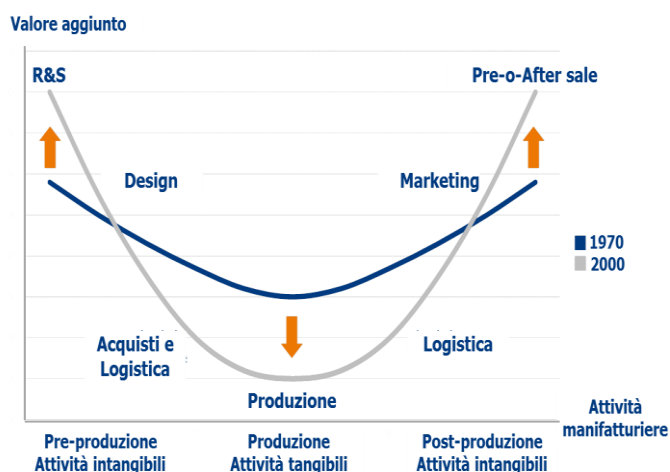 Valore aggiunto
R&S
Pre-o-After sale
Design
Marketing
1970
2000
Acquisti e
Logistica
Logistica
Produzione
Attività
manifatturiere
Pre-produzione
Attività intangibili
Produzione
Attività tangibili
Post-produzione
Attività intangibili